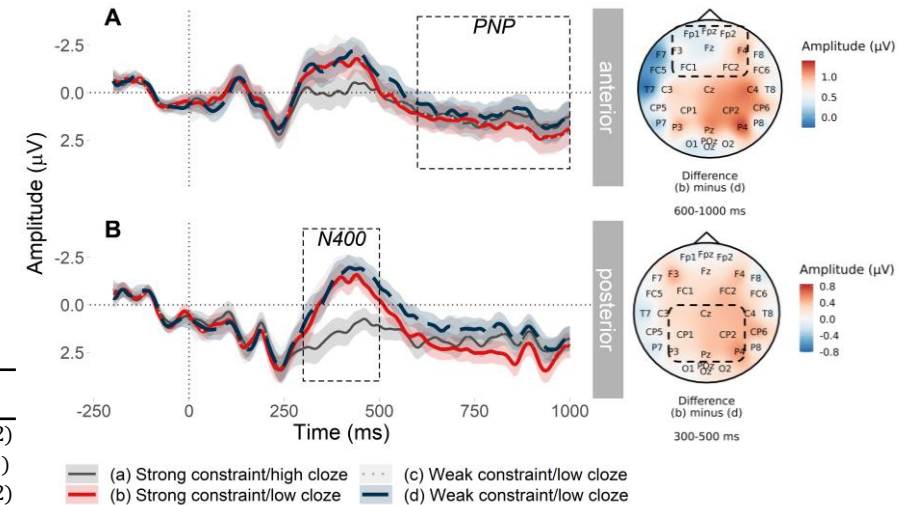 A
PNP
-2.5
0.0
2.5
anterior
Fp1 Fpz Fp2
F7 F3 Fz F4 F8
FC5 FC1 FC2 FC6
T7 C3 Cz C4 T8
CP5 CP1 CP2 CP6
P7 P3 Pz P4 P8
POz
O1 Oz O2
Amplitude (μV)
1.0
0.5
0.0
Difference
(b) minus (d)
600-1000 ms
Amplitude (μV)
B
N400
-2.5
0.0
2.5
posterior
Fp1 Fpz Fp2
F7 F3 Fz F4 F8
FC5 FC1 FC2 FC6
T7 C3 Cz C4 T8
CP5 CP1 CP2 CP6
P7 P3 Pz P4 P8
POz
O1 Oz O2
Amplitude (μV)
0.8
0.4
0.0
-0.4
-0.8
Difference
(b) minus (d)
300-500 ms
-250 0 250 500 750 1000
Time (ms)
2)
)
2)
(a) Strong constraint/high cloze
(b) Strong constraint/low cloze
(c) Weak constraint/low cloze
(d) Weak constraint/low cloze